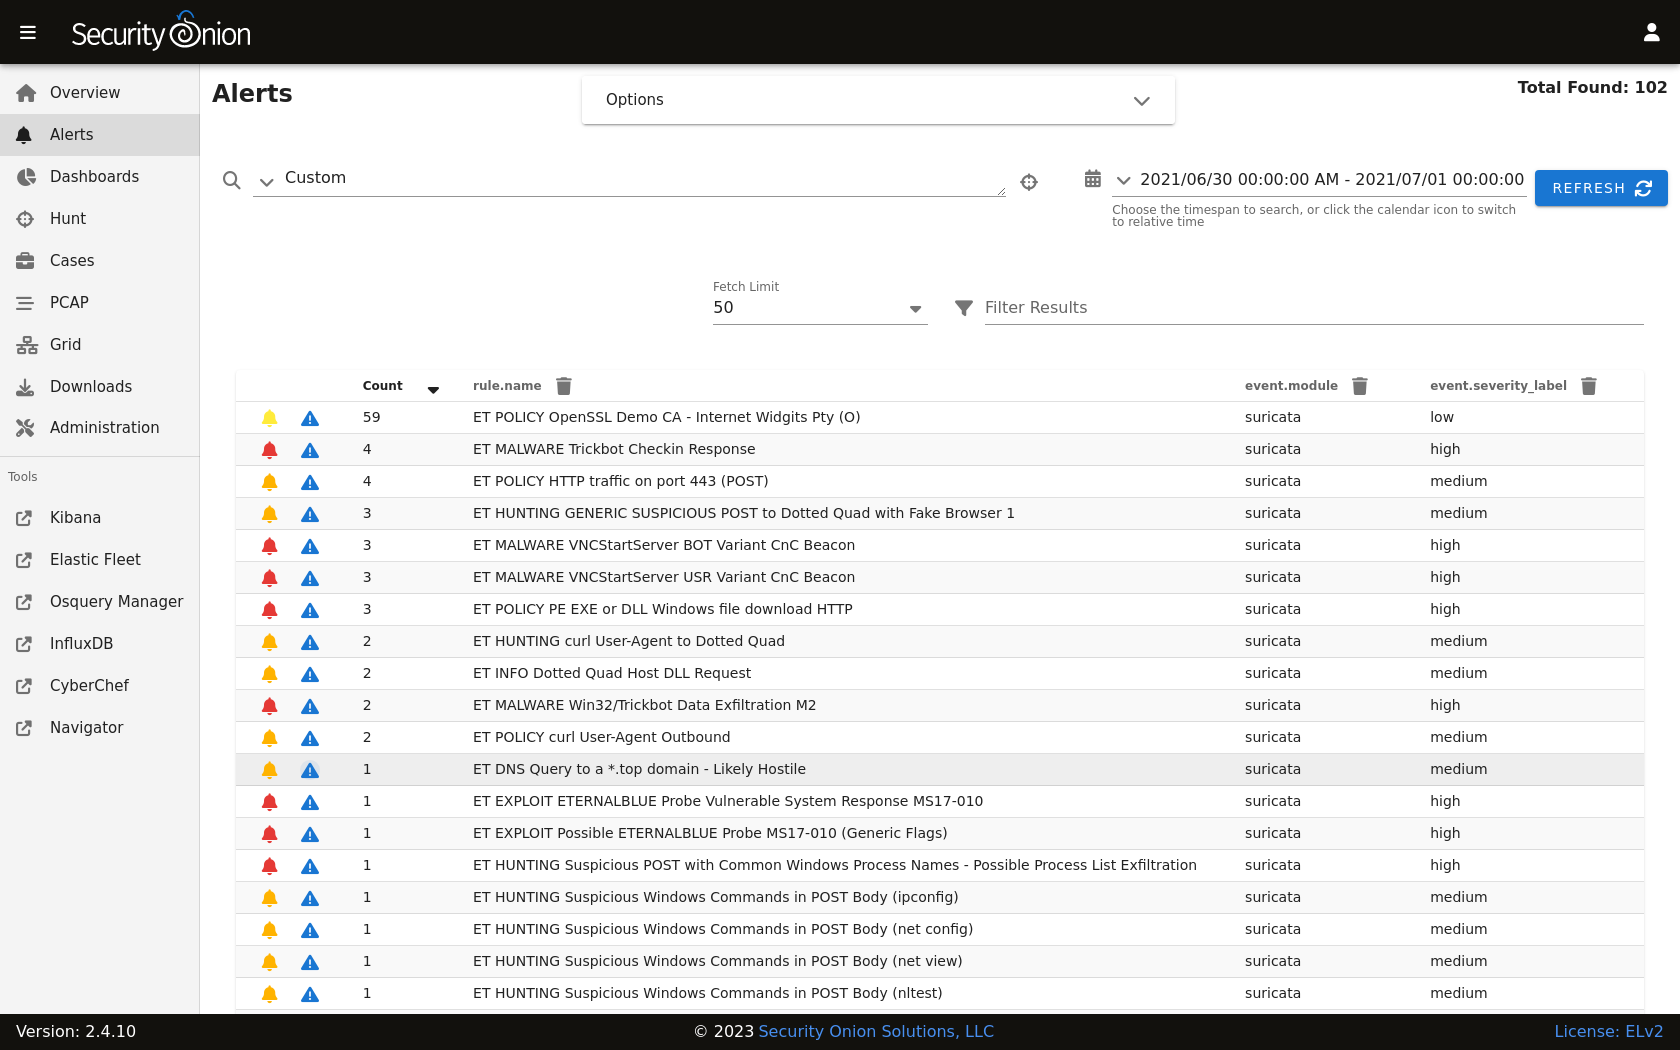 Security Onion
Overview
Alerts
Dashboards
Hunt
Cases
PCAP
Grid
Downloads
Administration
Tools
Kibana
Elastic Fleet
Osquery Manager
InfluxDB
CyberChef
Navigator
Alerts
Options
Total Found: 102
Custom
2021/06/30 00:00:00 AM - 2021/07/01 00:00:00
REFRESH
Choose the timespan to search, or click the calendar icon to switch
to relative time
Fetch Limit
50
Filter Results
Count rule.name event.module event.severity_label
59 ET POLICY OpenSSL Demo CA - Internet Widgits Pty (O) suricata low
4 ET MALWARE Trickbot Checkin Response suricata high
4 ET POLICY HTTP traffic on port 443 (POST) suricata medium
3 ET HUNTING GENERIC SUSPICIOUS POST to Dotted Quad with Fake Browser 1 suricata medium
3 ET MALWARE VNCStartServer BOT Variant CnC Beacon suricata high
3 ET MALWARE VNCStartServer USR Variant CnC Beacon suricata high
3 ET POLICY PE EXE or DLL Windows file download HTTP suricata high
2 ET HUNTING curl User-Agent to Dotted Quad suricata medium
2 ET INFO Dotted Quad Host DLL Request suricata medium
2 ET MALWARE Win32/Trickbot Data Exfiltration M2 suricata high
2 ET POLICY curl User-Agent Outbound suricata medium
1 ET DNS Query to a *.top domain - Likely Hostile suricata medium
1 ET EXPLOIT ETERNALBLUE Probe Vulnerable System Response MS17-010 suricata high
1 ET EXPLOIT Possible ETERNALBLUE Probe MS17-010 (Generic Flags) suricata high
1 ET HUNTING Suspicious POST with Common Windows Process Names - Possible Process List Exfiltration suricata high
1 ET HUNTING Suspicious Windows Commands in POST Body (ipconfig) suricata medium
1 ET HUNTING Suspicious Windows Commands in POST Body (net config) suricata medium
1 ET HUNTING Suspicious Windows Commands in POST Body (net view) suricata medium
1 ET HUNTING Suspicious Windows Commands in POST Body (nltest) suricata medium
Version: 2.4.10
© 2023 Security Onion Solutions, LLC
License: ELv2